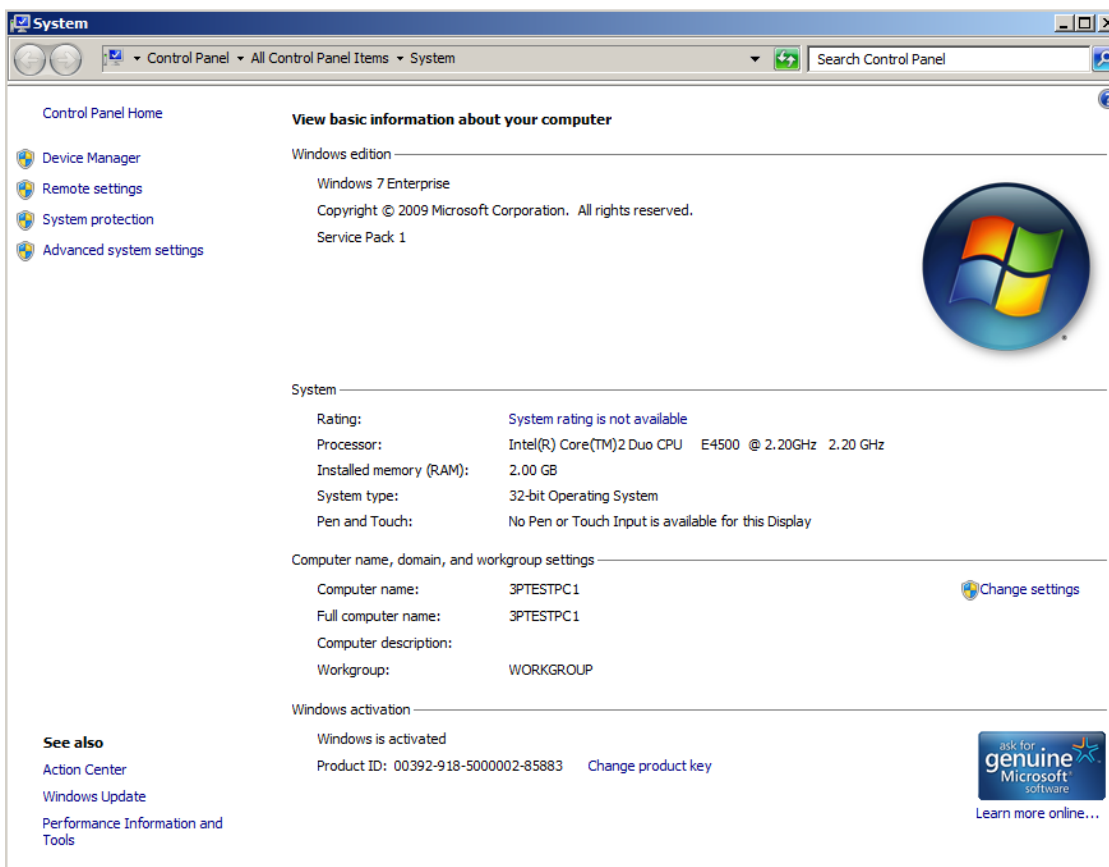 System
Control Panel All Control Panel Items System
Search Control Panel
Control Panel Home
Device Manager
Remote settings
System protection
Advanced system settings
View basic information about your computer
Windows edition
Windows 7 Enterprise
Copyright © 2009 Microsoft Corporation. All rights reserved.
Service Pack 1
System
Rating: System rating is not available
Processor: Intel(R) Core(TM)2 Duo CPU E4500 @ 2.20GHz 2.20 GHz
Installed memory (RAM): 2.00 GB
System type: 32-bit Operating System
Pen and Touch: No Pen or Touch Input is available for this Display
Computer name, domain, and workgroup settings
Computer name: 3PTESTPC1
Change settings
Full computer name: 3PTESTPC1
Computer description:
Workgroup: WORKGROUP
Windows activation
Windows is activated
Product ID: 00392-918-5000002-85883 Change product key
ask for
genuine
Microsoft
software
Learn more online...
See also
Action Center
Windows Update
Performance Information and
Tools